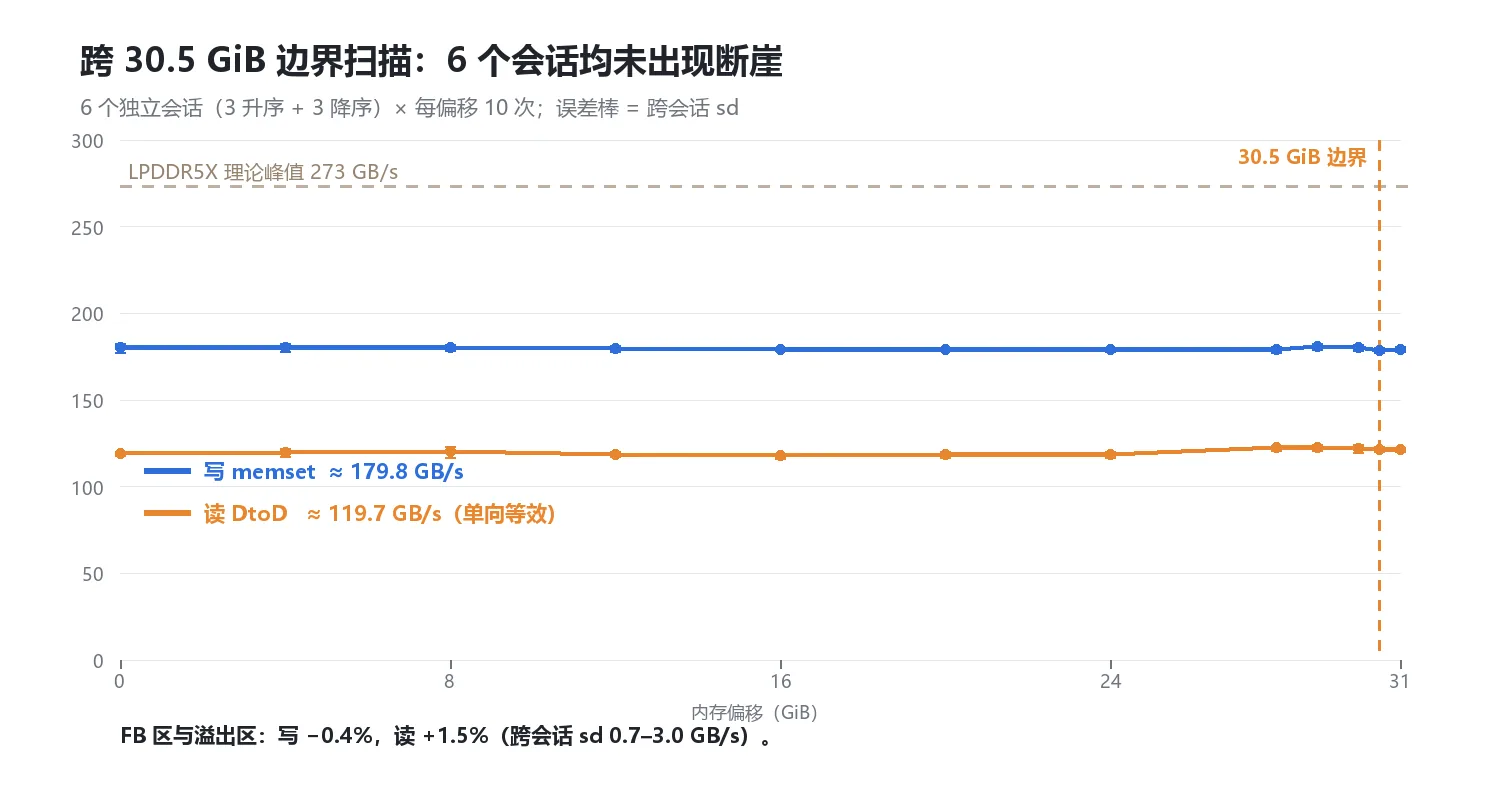 跨 30.5 GiB 边界扫描：6 个会话均未出现断崖
6 个独立会话（3 升序 + 3 降序）× 每偏移 10 次；误差棒 = 跨会话 sd
300
30.5 GiB 边界
LPDDR5X 理论峰值 273 GB/s
250
200
150
写 memset ≈ 179.8 GB/s
100
读 DtoD ≈ 119.7 GB/s（单向等效）
50
0
0 8 16 24 31
内存偏移（GiB）
FB 区与溢出区：写 −0.4%，读 +1.5%（跨会话 sd 0.7–3.0 GB/s）。